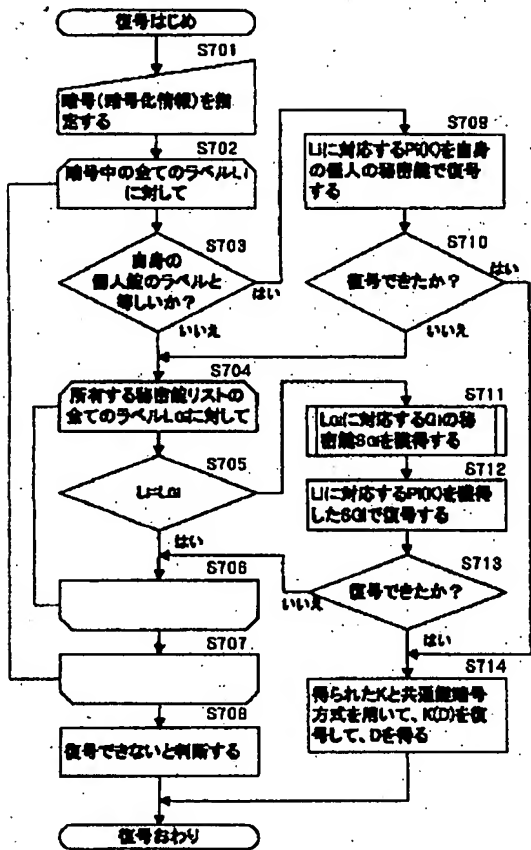 復号はじめ
S701
暗号(暗号化情報)を指
定する
S702
暗号中の全てのラベルLi
に対して
S703
自身の
個人鍵のラベルと
等しいか?
はい
いいえ
S709
Liに対応するPi(K)を自身
の個人の秘密鍵で復号
する
S710
復号できたか?
はい
いいえ
S704
所有する秘密鍵リストの
全てのラベルLGiに対して
S705
Li=LGi
はい
S711
LGiに対応するGiの秘
密鍵SGiを獲得する
S712
Liに対応するPi(K)を獲得
したSGiで復号する
S713
復号できたか?
いいえ
はい
S706
S707
S708
復号できないと判断する
S714
得られたKと共通鍵暗号
方式を用いて、K(D)を復
号して、Dを得る
復号おわり